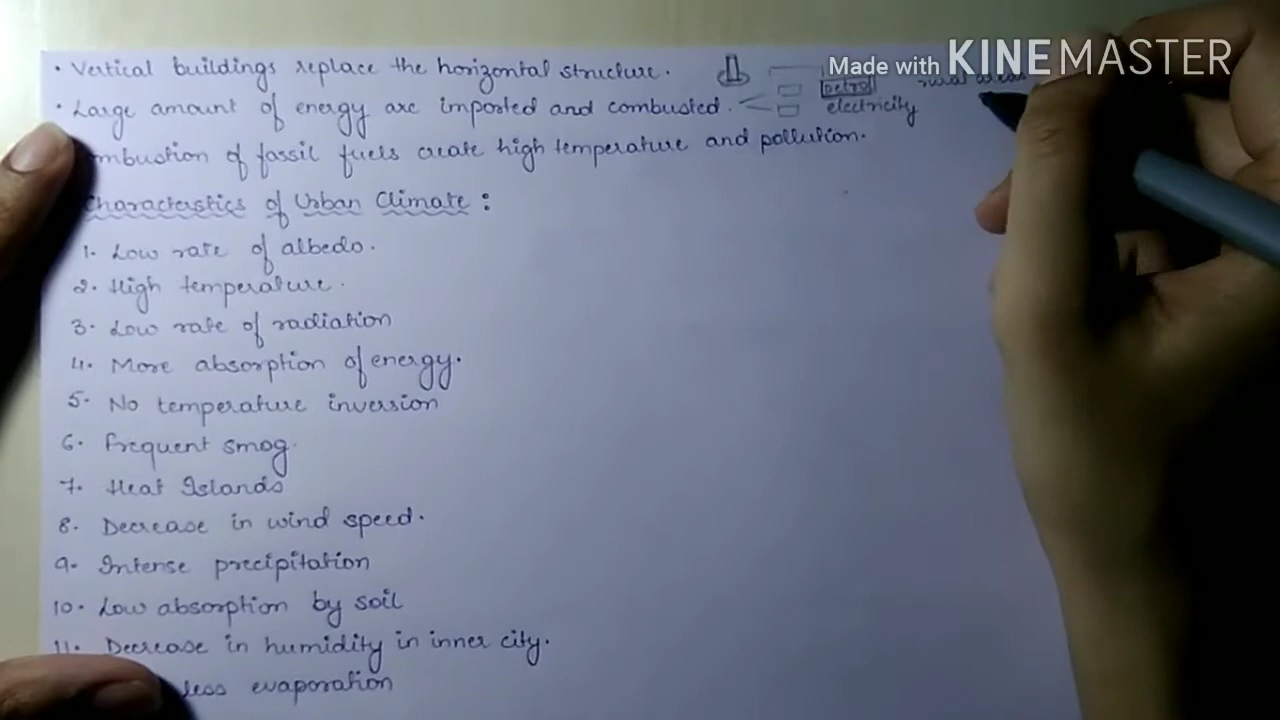 Made with KINEMASTER
• Vertical buildings replace the horizontal structure.
• Large amount of energy are imported and combusted. petrol electricity
mbustion of fossil fuels create high temperature and pollution.
Characterstics of Urban Climate :
1. Low rate of albedo.
2. High temperature.
3. Low rate of radiation
4. More absorption of energy.
5. No temperature inversion
6. Frequent smog.
7. Heat Islands
8. Decrease in wind speed.
9. Intense precipitation
10. Low absorption by soil
11. Decrease in humidity in inner city.
less evaporation